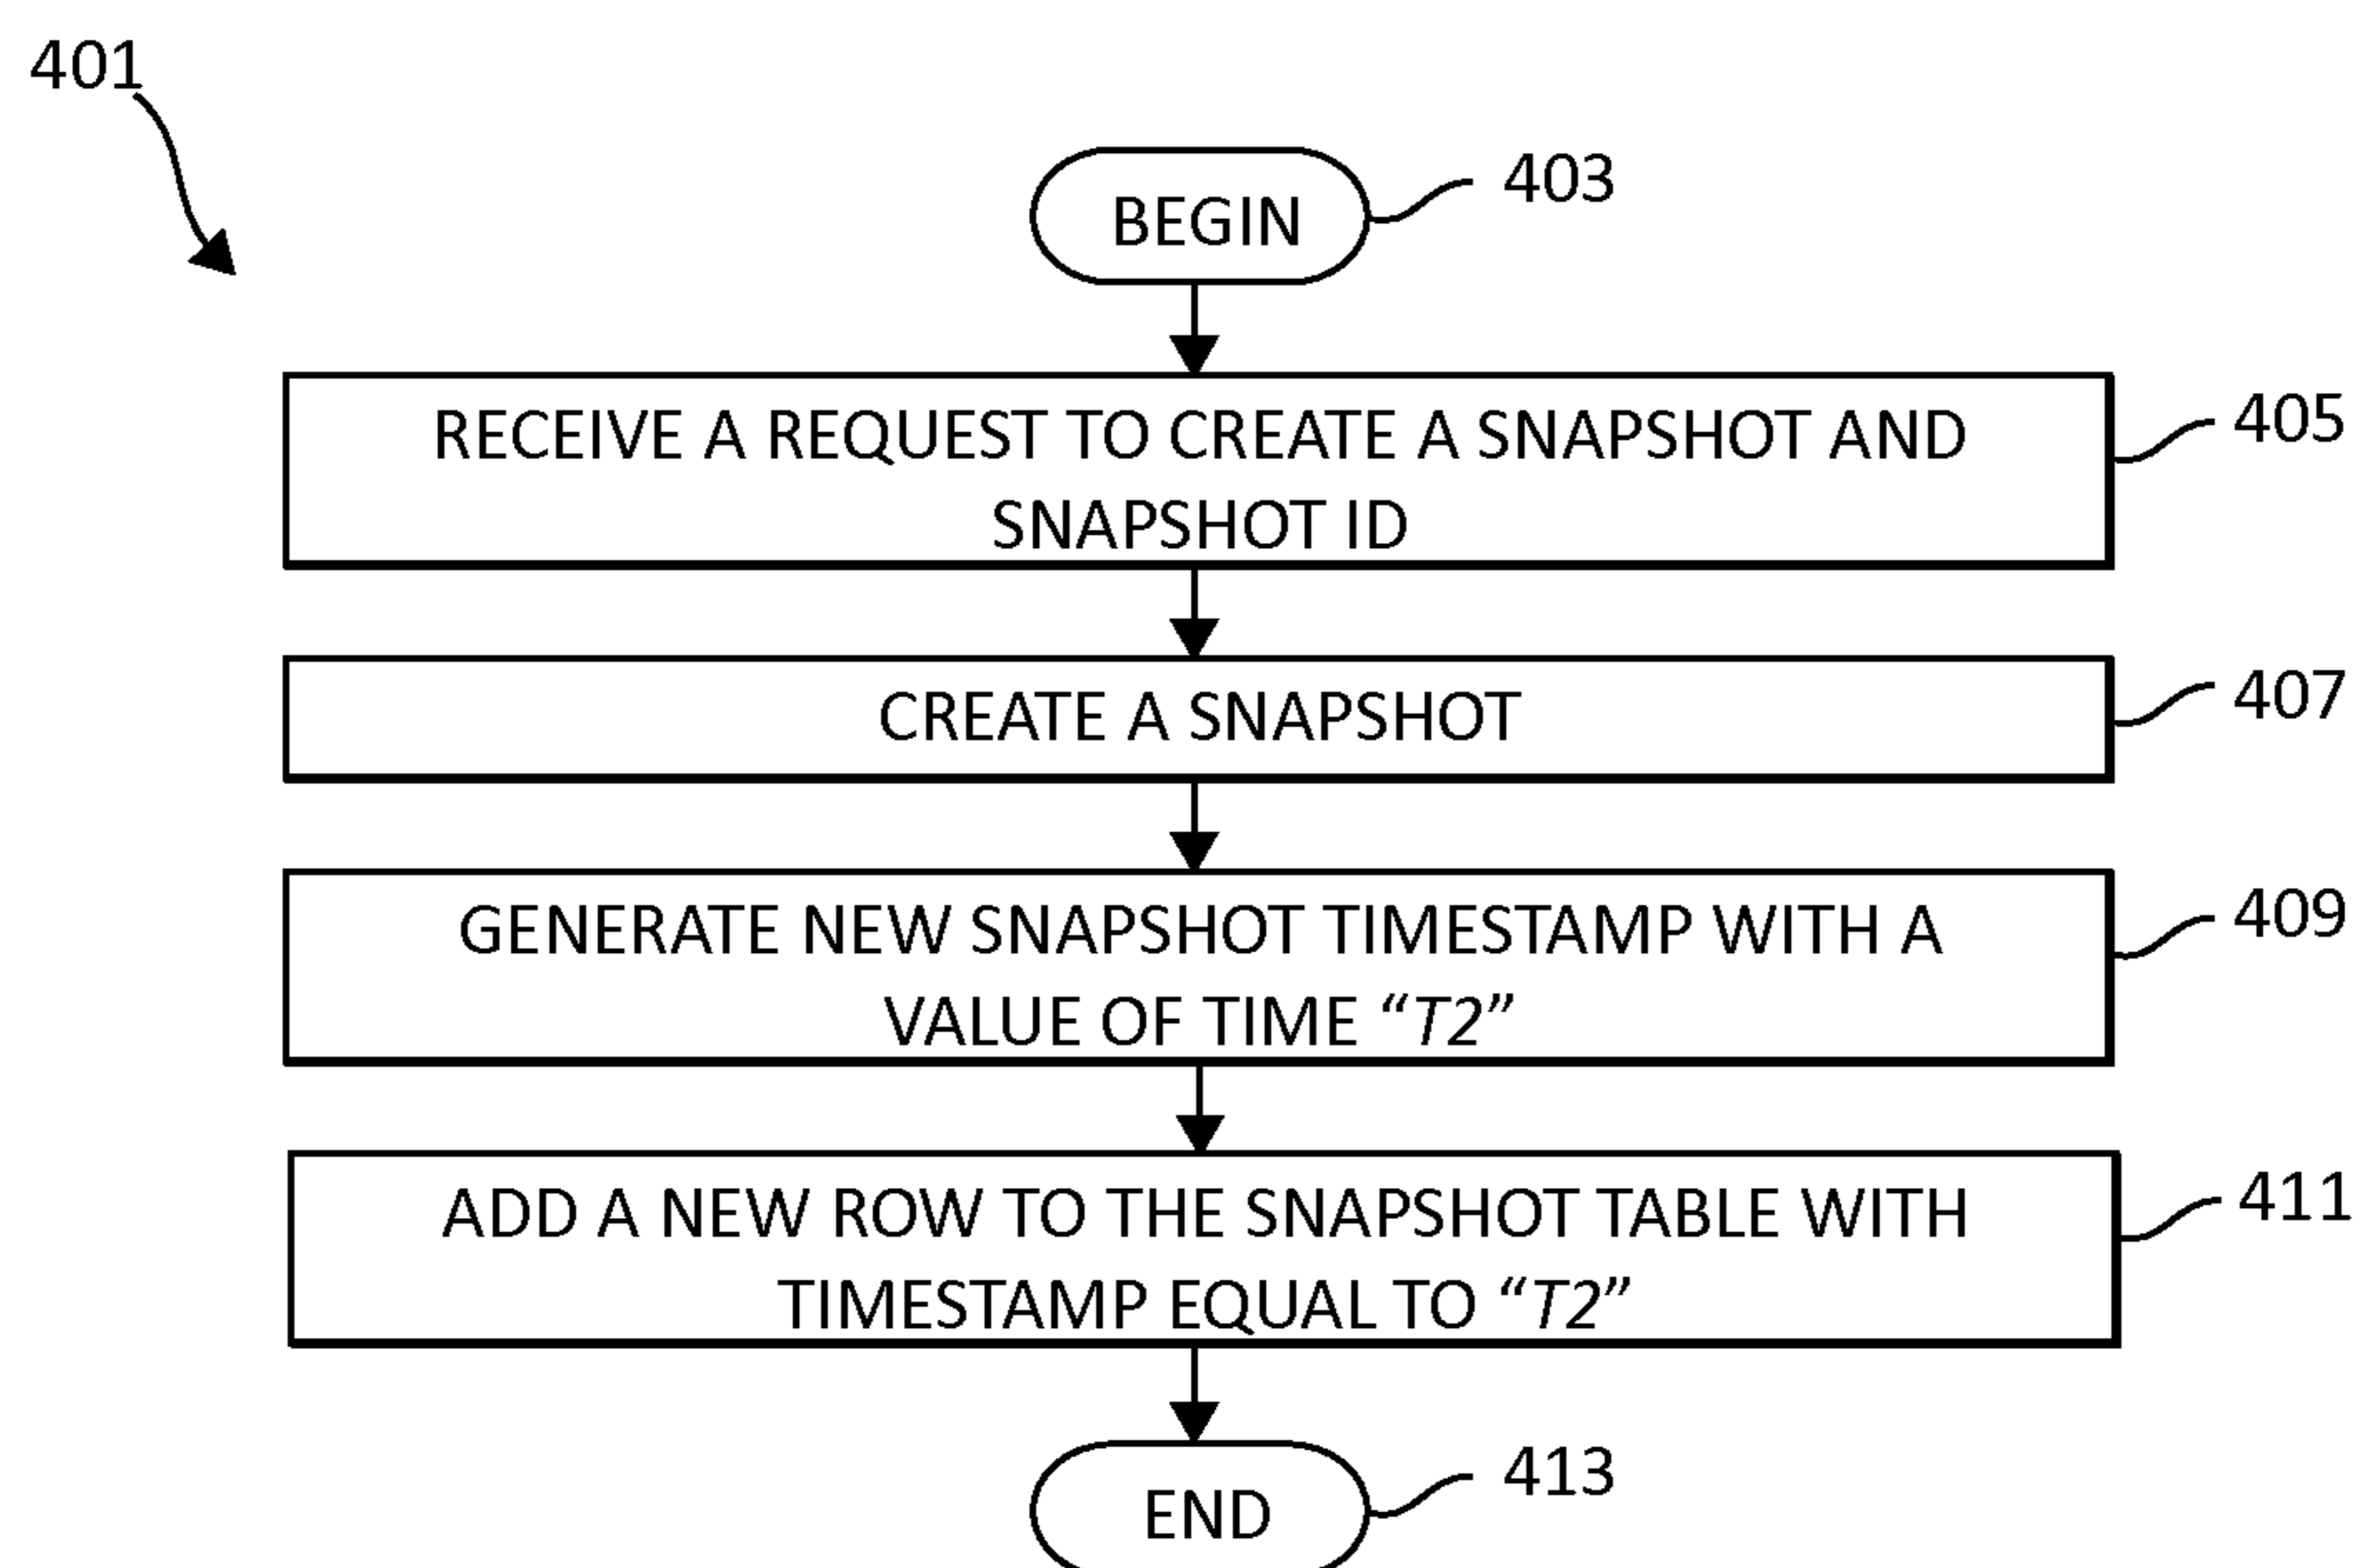 401
BEGIN
403
RECEIVE A REQUEST TO CREATE A SNAPSHOT AND
SNAPSHOT ID
405
CREATE A SNAPSHOT
407
GENERATE NEW SNAPSHOT TIMESTAMP WITH A
VALUE OF TIME “T2”
409
ADD A NEW ROW TO THE SNAPSHOT TABLE WITH
TIMESTAMP EQUAL TO “T2”
411
END
413